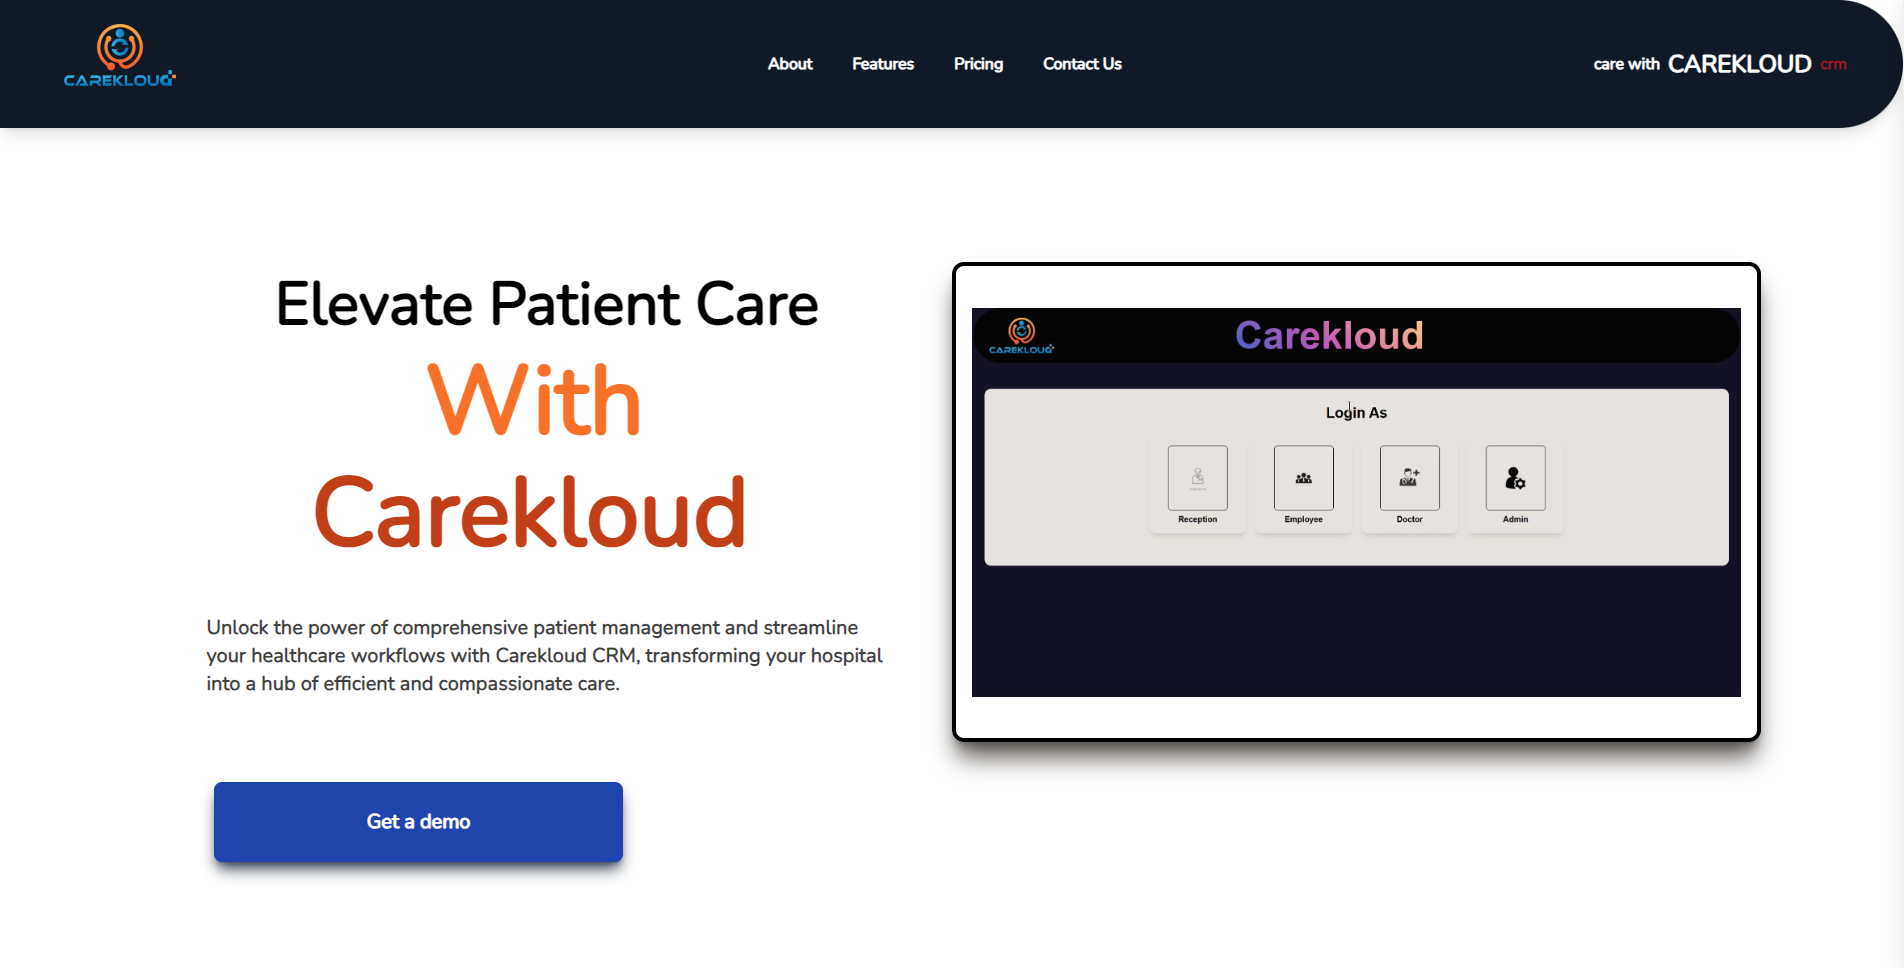 CAREKLOUD
About
Features
Pricing
Contact Us
care with CAREKLOUD crm
Elevate Patient Care
With
Carekloud
Unlock the power of comprehensive patient management and streamline
your healthcare workflows with Carekloud CRM, transforming your hospital
into a hub of efficient and compassionate care.
Get a demo
CAREKLOUD
Carekloud
Login As
Reception
Employee
Doctor
Admin